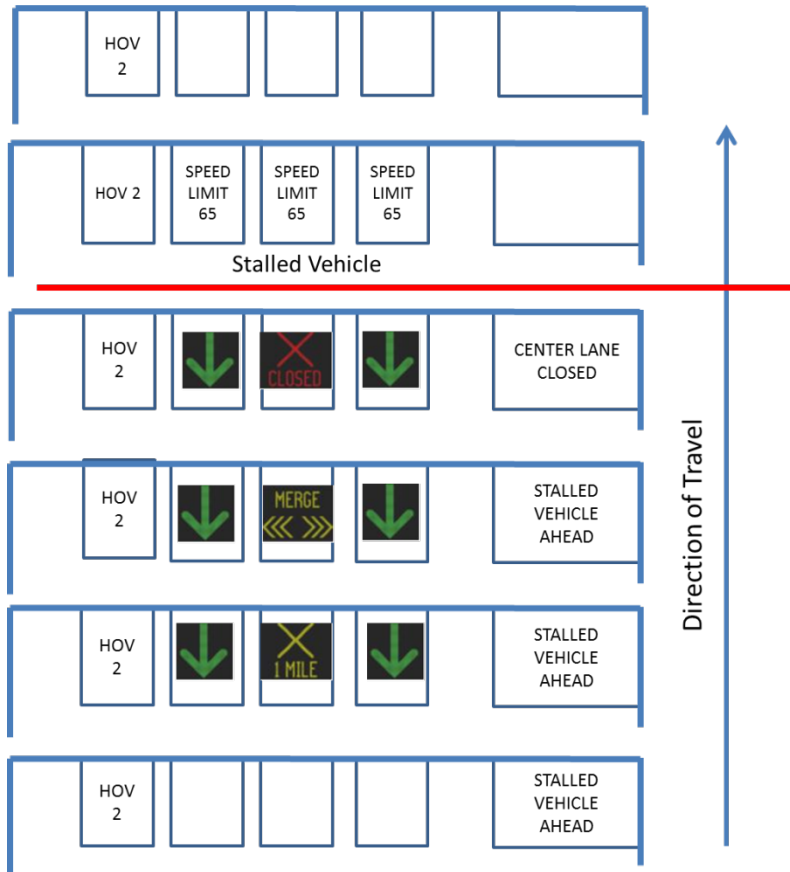 HOV
2
HOV 2
SPEED
LIMIT
65
SPEED
LIMIT
65
SPEED
LIMIT
65
Stalled Vehicle
HOV
2
CLOSED
CENTER LANE
CLOSED
HOV
2
MERGE
STALLED
VEHICLE
AHEAD
HOV
2
1 MILE
STALLED
VEHICLE
AHEAD
HOV
2
STALLED
VEHICLE
AHEAD
Direction of Travel